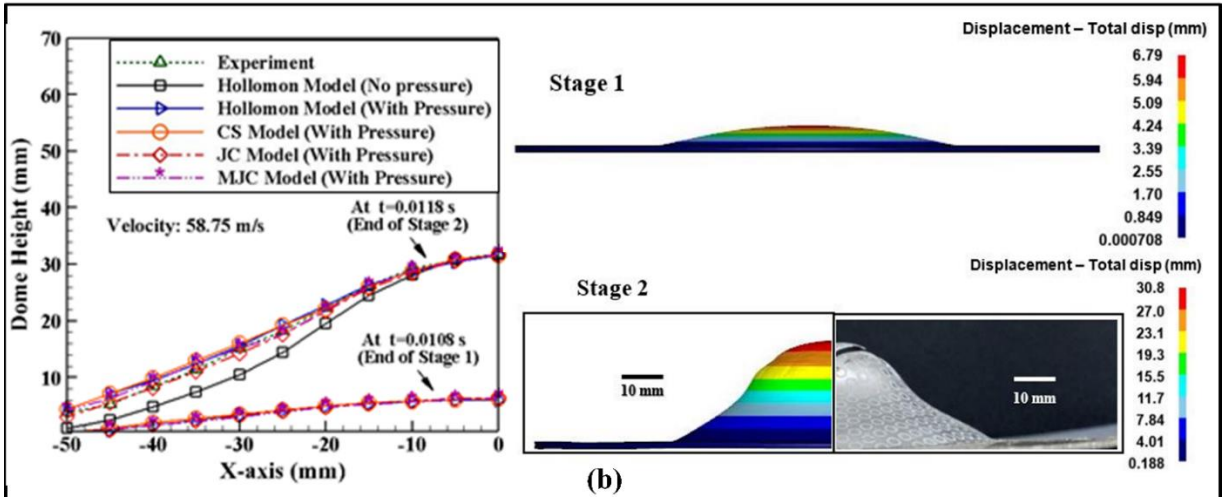 70
60
50
40
30
20
10
Dome Height (mm)
Experiment
Hollomon Model (No pressure)
Hollomon Model (With Pressure)
CS Model (With Pressure)
JC Model (With Pressure)
MJC Model (With Pressure)
Velocity: 58.75 m/s
At t=0.0118 s
(End of Stage 2)
At t=0.0108 s
(End of Stage 1)
-50 -40 -30 -20 -10 0
X-axis (mm)
Stage 1
Displacement – Total disp (mm)
6.79
5.94
5.09
4.24
3.39
2.55
1.70
0.849
0.000708
Stage 2
10 mm
10 mm
Displacement – Total disp (mm)
30.8
27.0
23.1
19.3
15.5
11.7
7.84
4.01
0.188
(b)